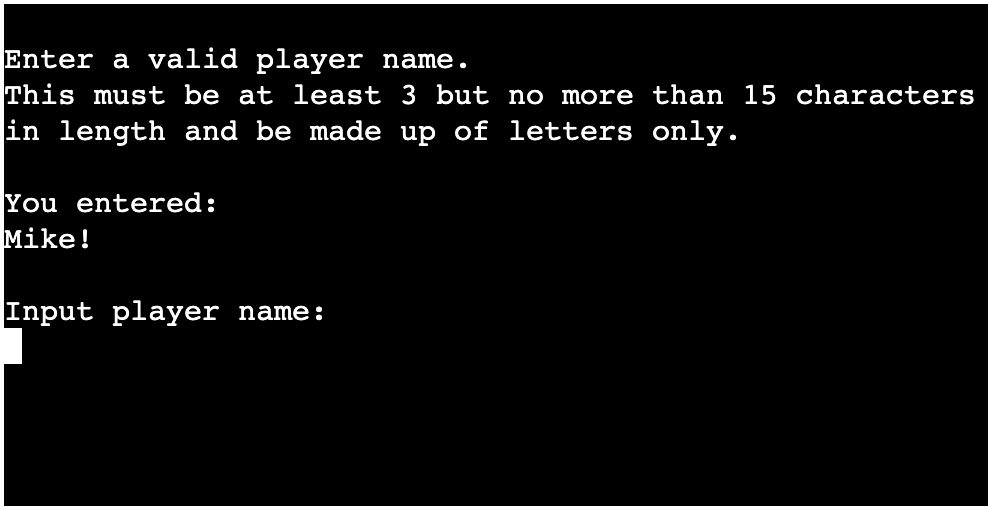 Enter a valid player name.
This must be at least 3 but no more than 15 characters
in length and be made up of letters only.
You entered:
Mike!
Input player name: